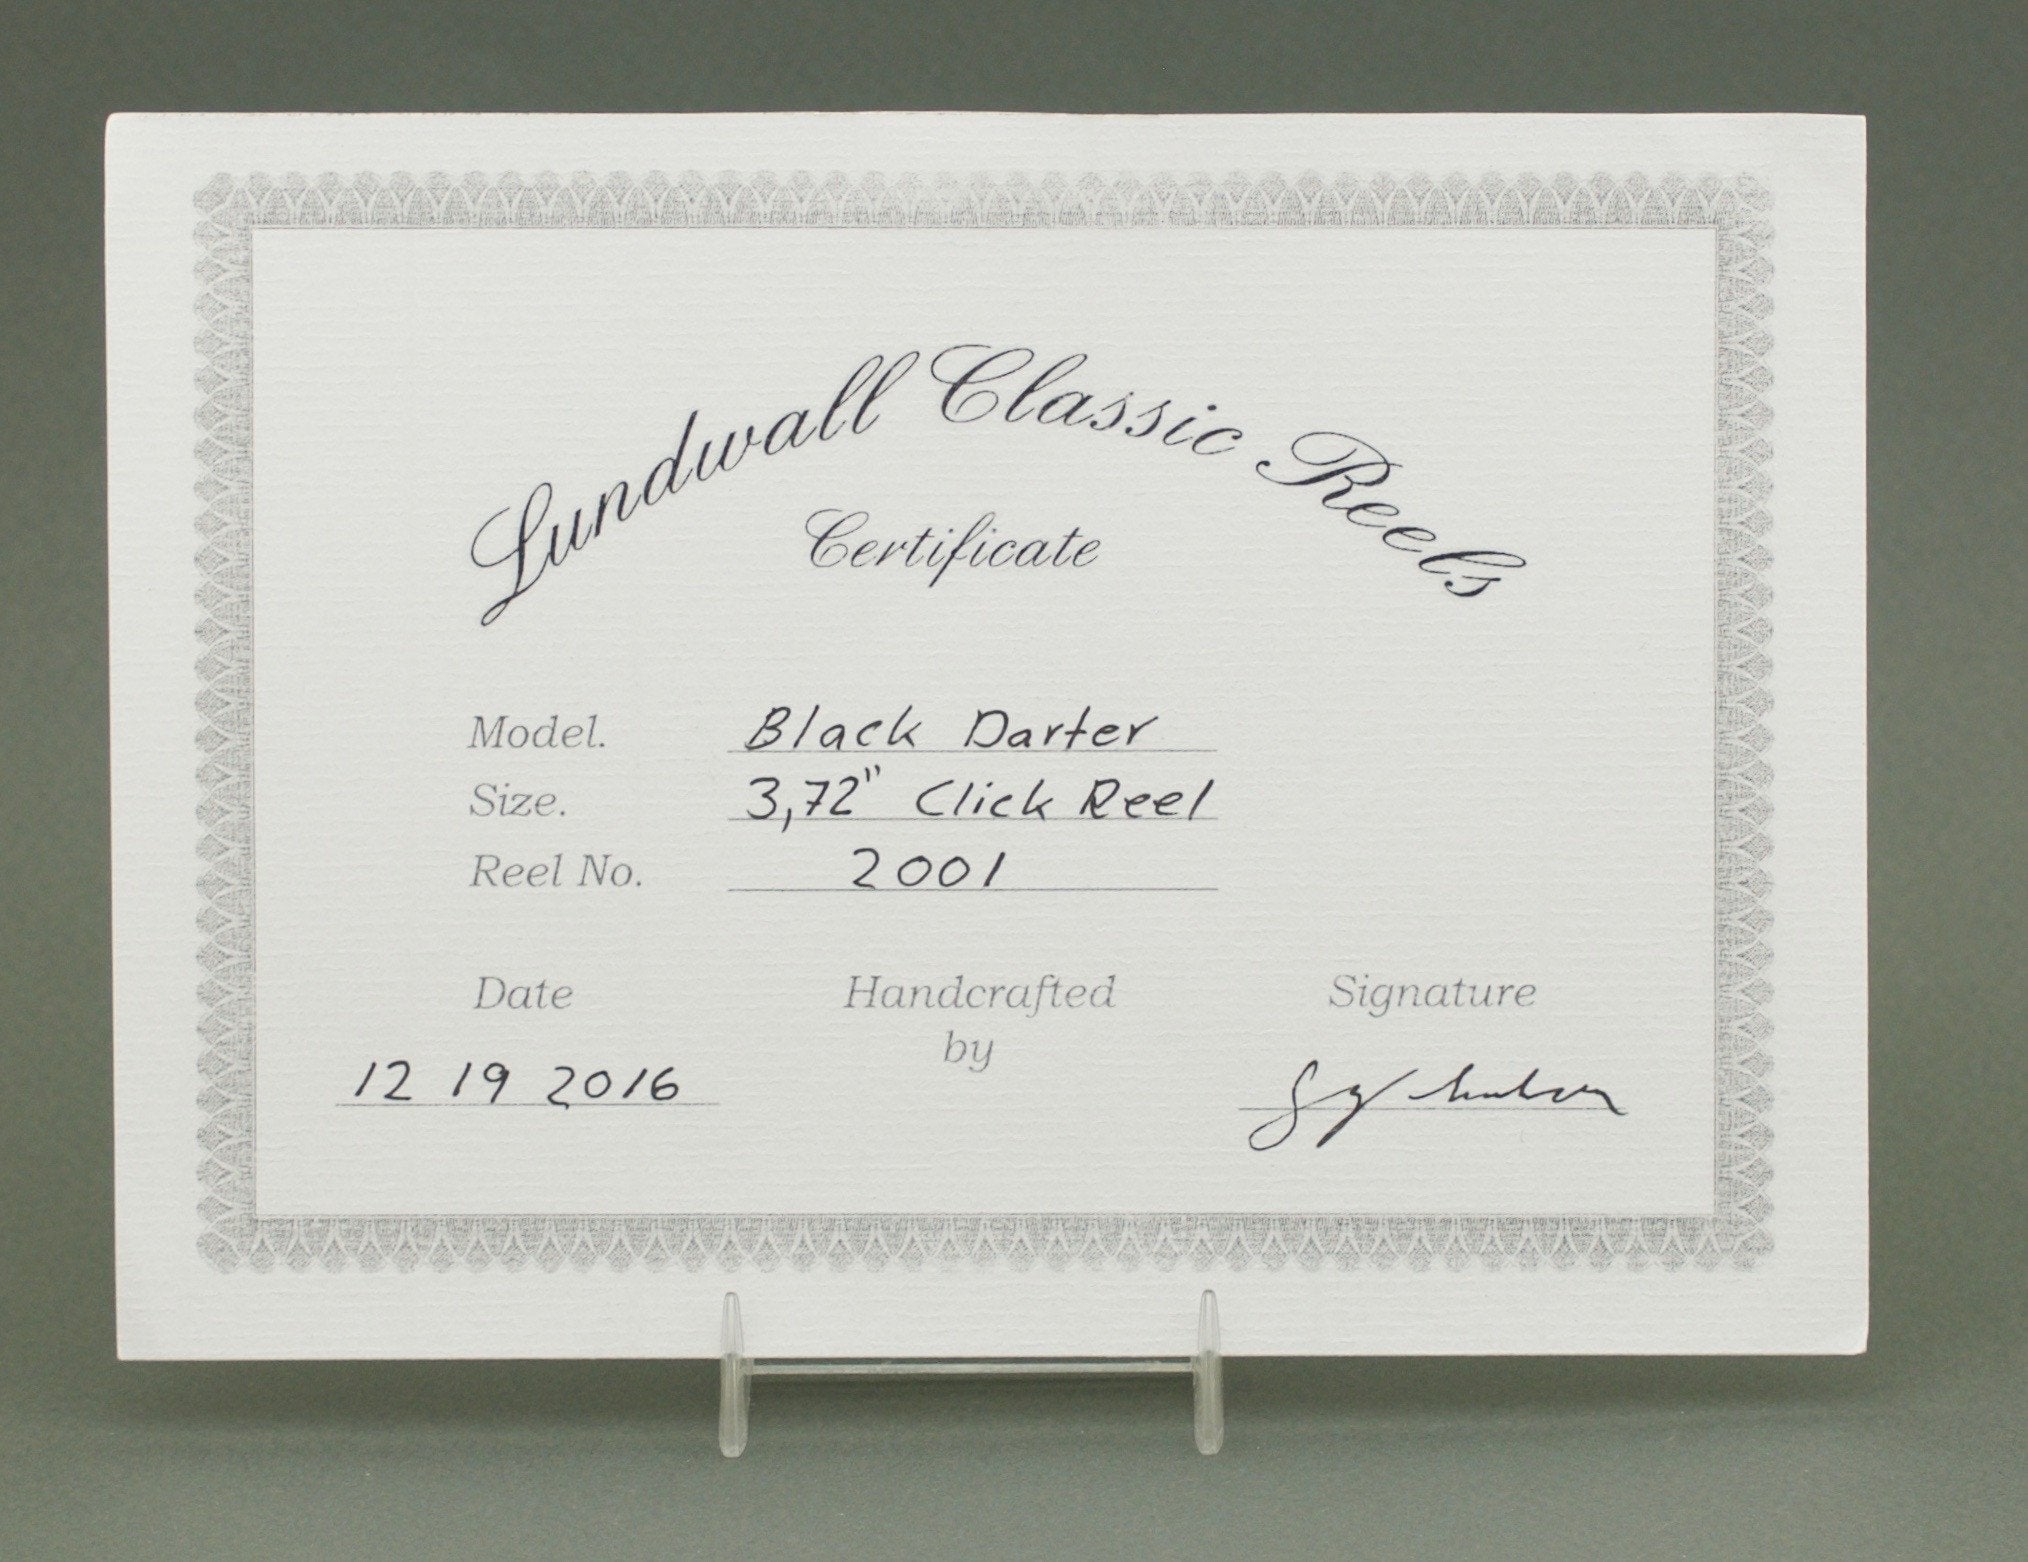 Lundwall Classic Reels
Certificate
Model. Black Darter
Size. 3,72" Click Reel
Reel No. 2001
Date
Handcrafted
by
Signature
12 19 2016